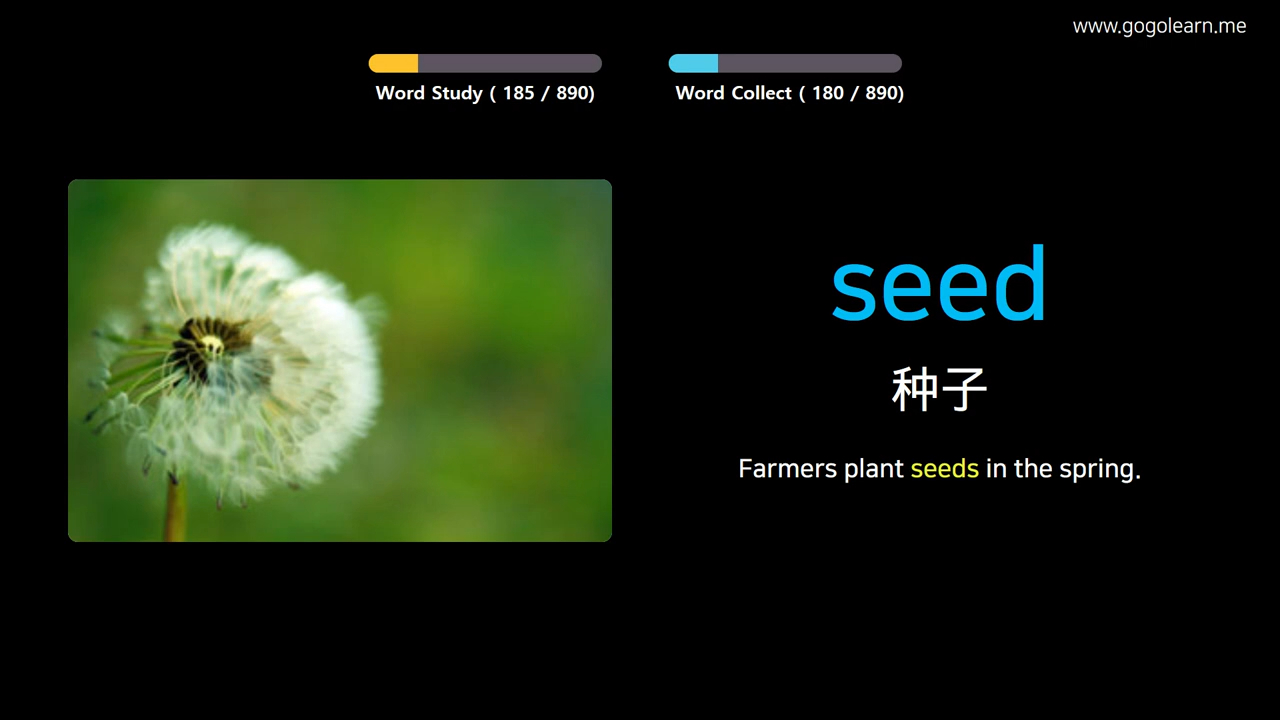 www.gogolearn.me
Word Study ( 185 / 890)
Word Collect ( 180 / 890)
seed
种子
Farmers plant seeds in the spring.